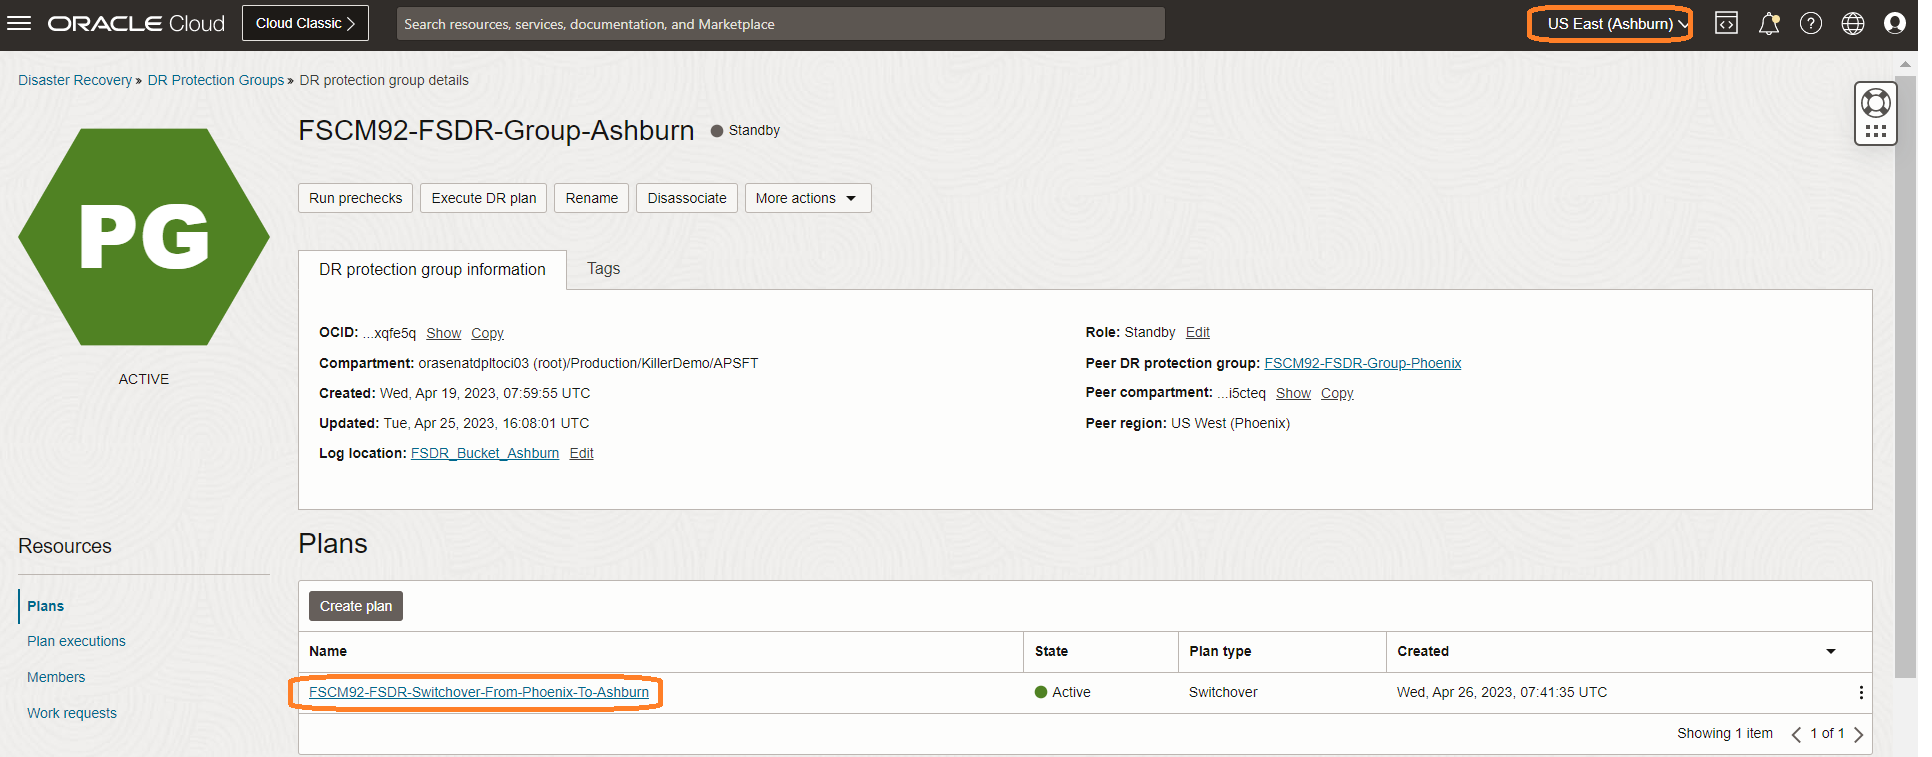 ORACLE Cloud
Cloud Classic
Search resources, services, documentation, and Marketplace
US East (Ashburn)
Disaster Recovery » DR Protection Groups » DR protection group details
PG
ACTIVE
FSCM92-FSDR-Group-Ashburn
Standby
Run prechecks
Execute DR plan
Rename
Disassociate
More actions
DR protection group information
Tags
OCID: ...xqfe5q Show Copy
Compartment: orasenatdpltoci03 (root)/Production/KillerDemo/APSFT
Created: Wed, Apr 19, 2023, 07:59:55 UTC
Updated: Tue, Apr 25, 2023, 16:08:01 UTC
Log location: FSDR_Bucket_Ashburn Edit
Role: Standby Edit
Peer DR protection group: FSCM92-FSDR-Group-Phoenix
Peer compartment: ...i5cteq Show Copy
Peer region: US West (Phoenix)
Resources
Plans
Plan executions
Members
Work requests
Plans
Create plan
Name State Plan type Created
FSCM92-FSDR-Switchover-From-Phoenix-To-Ashburn Active Switchover Wed, Apr 26, 2023, 07:41:35 UTC
Showing 1 item 1 of 1